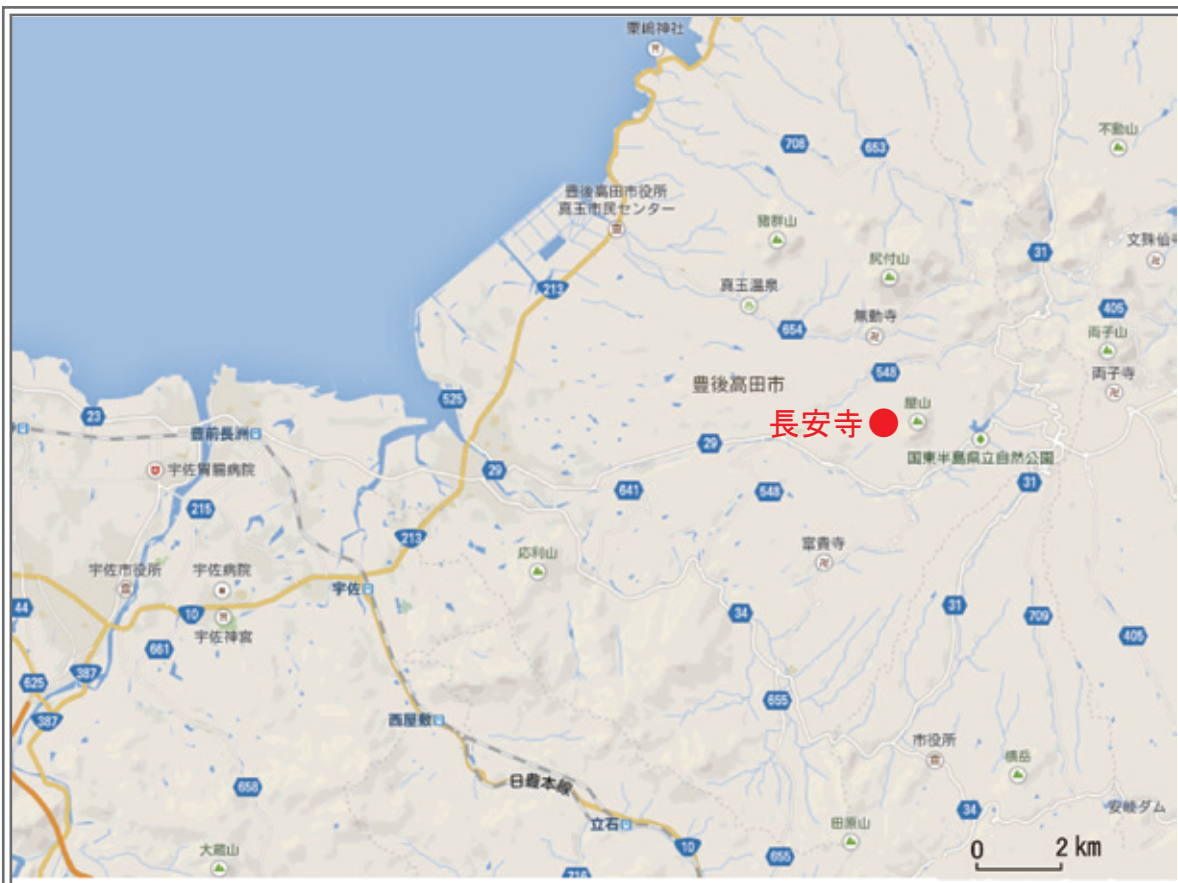 粟嶋神社
不動山
708
653
豊後高田市役所
真玉市民センター
猪群山
文殊仙寺
31
尻付山
213
真玉温泉
405
無動寺
654
両子山
548
両子寺
豊後高田市
525
23
屋山
長安寺
豊前長洲
29
国東半島県立自然公園
宇佐胃腸病院
29
31
641
548
215
213
富貴寺
応利山
宇佐市役所
宇佐病院
宇佐
44
10
31
34
709
宇佐神宮
405
661
387
625
655
387
西屋敷
市役所
横岳
日豊本線
658
安岐ダム
34
立石
田原山
10
大蔵山
655
0
2 km
716